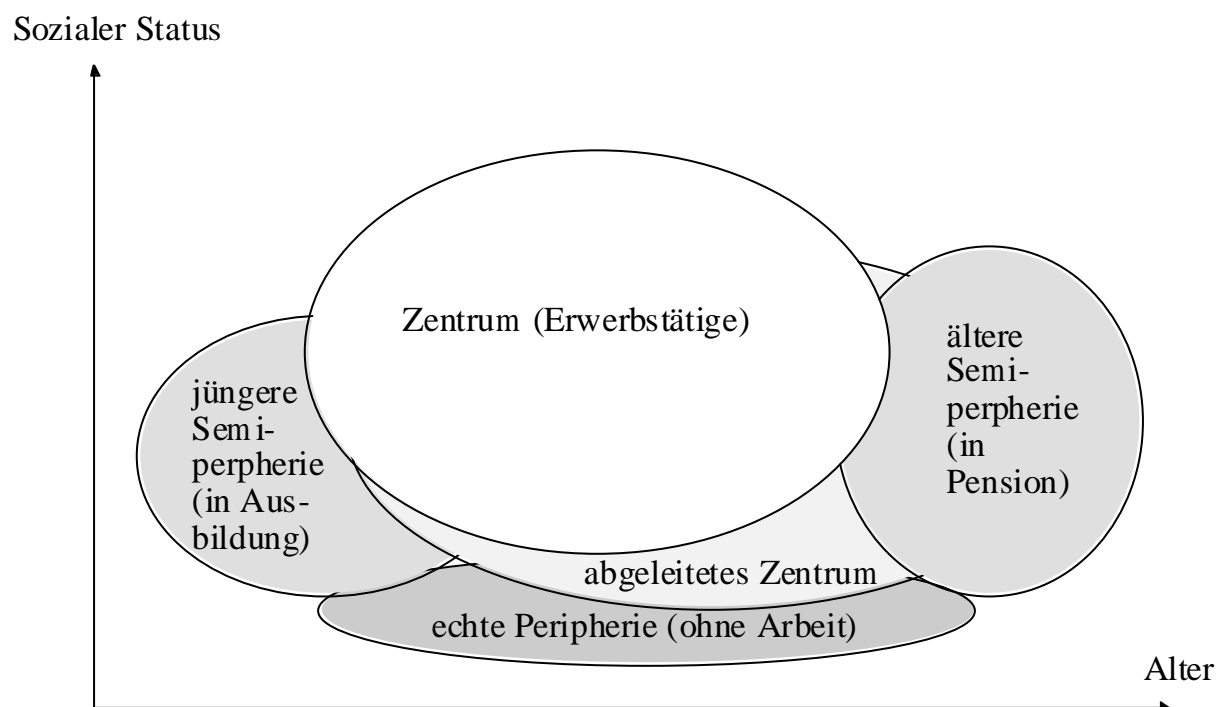 Sozialer Status
Zentrum (Erwerbstätige)
jüngere
Semi-
perpherie
(in Aus-
bildung)
ältere
Semi-
perpherie
(in
Pension)
abgeleitetes Zentrum
echte Peripherie (ohne Arbeit)
Alter